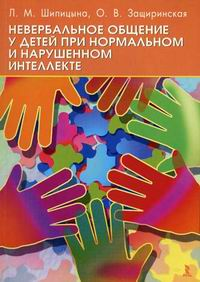 Л. М. Шипицына, О. В. Защиринская
НЕВЕРБАЛЬНОЕ ОБЩЕНИЕ
У ДЕТЕЙ ПРИ НОРМАЛЬНОМ
И НАРУШЕННОМ
ИНТЕЛЛЕКТЕ